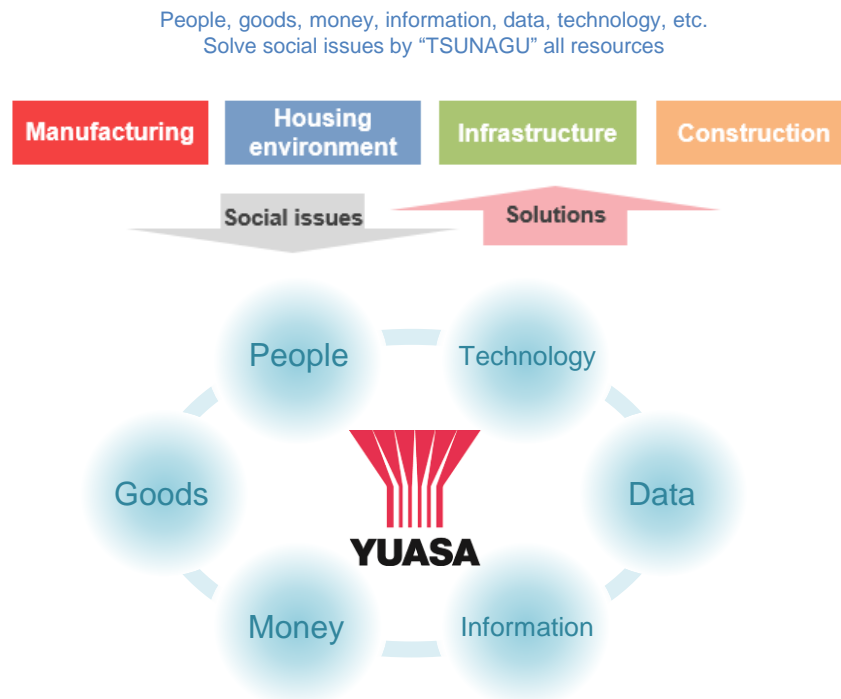 People, goods, money, information, data, technology, etc.
Solve social issues by “TSUNAGU” all resources
Manufacturing
Housing
environment
Infrastructure
Construction
Social issues
Solutions
People
Technology
Goods
Data
YUASA
Money
Information